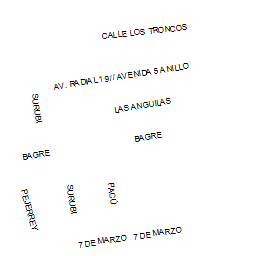 CALLE LOS TRONCOS
AV. RADIAL 19 // AVENIDA 5 ANILLO
SURUBI
LAS ANGUILAS
BAGRE
BAGRE
PEJERREY
SURUBI
PACÚ
7 DE MARZO 7 DE MARZO